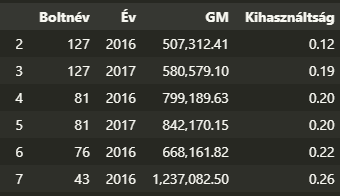 Boltnév Év GM Kihasználtság
2 127 2016 507,312.41 0.12
3 127 2017 580,579.10 0.19
4 81 2016 799,189.63 0.20
5 81 2017 842,170.15 0.20
6 76 2016 668,161.82 0.22
7 43 2016 1,237,082.50 0.26